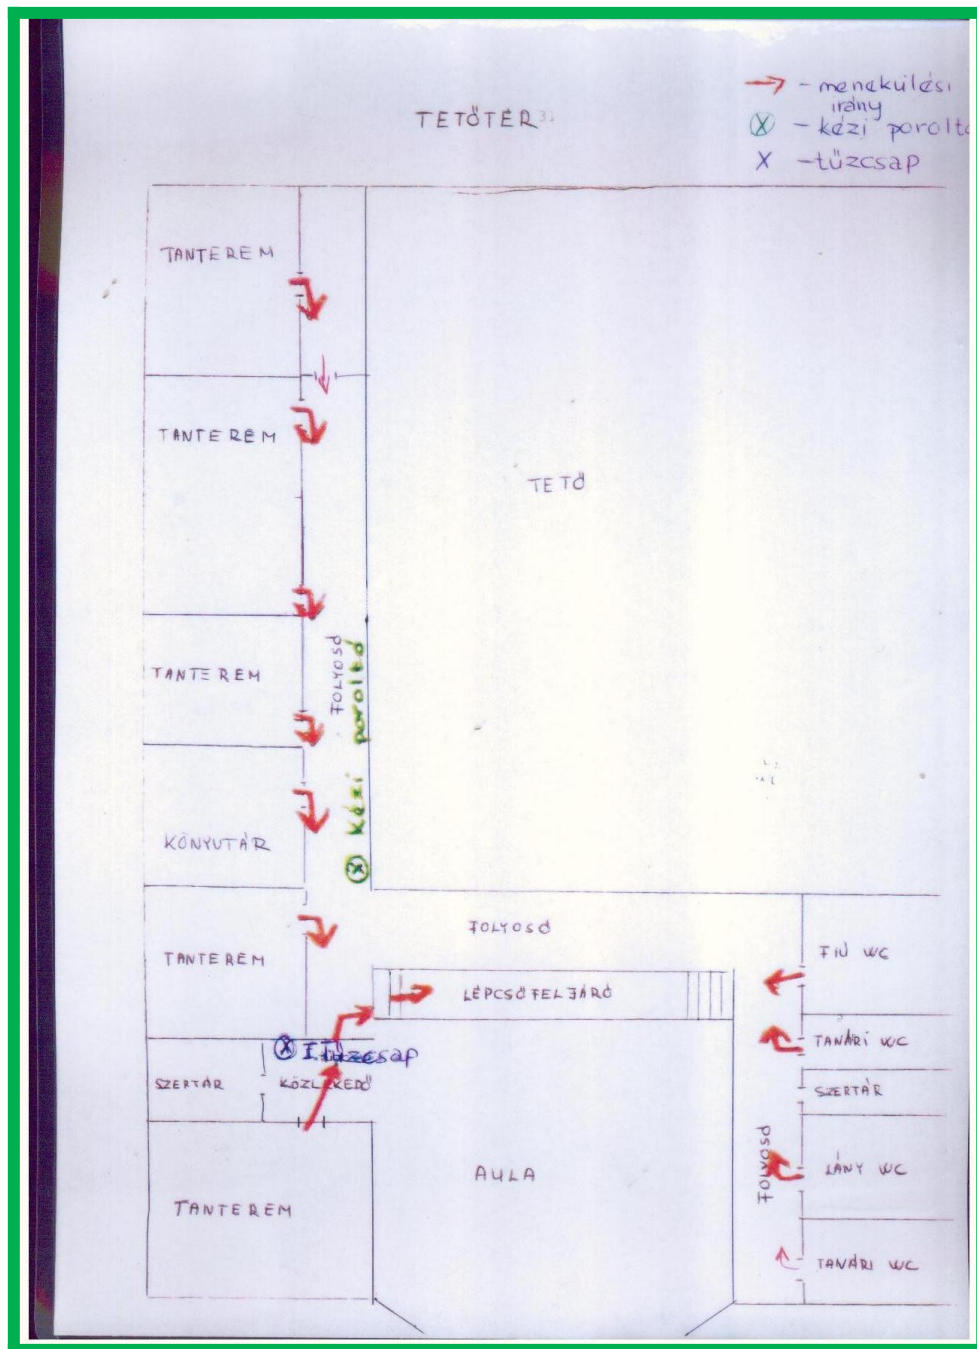 TETŐTÉR
→ - menekülési
irány
Ⓧ - kézi poroltó
X - tűzcsap
TANTEREM
TANTEREM
TETŐ
TANTEREM
FOLYOSÓ
Kézi poroltó
KÖNYVTÁR
TANTEREM
FOLYOSÓ
FIÚ WC
LÉPCSŐFELJÁRÓ
TANÁRI WC
I. Tűzcsap
SZERTÁR
KÖZLEKEDŐ
SZERTÁR
FOLYOSÓ
LÁNY WC
AULA
TANTEREM
TANÁRI WC